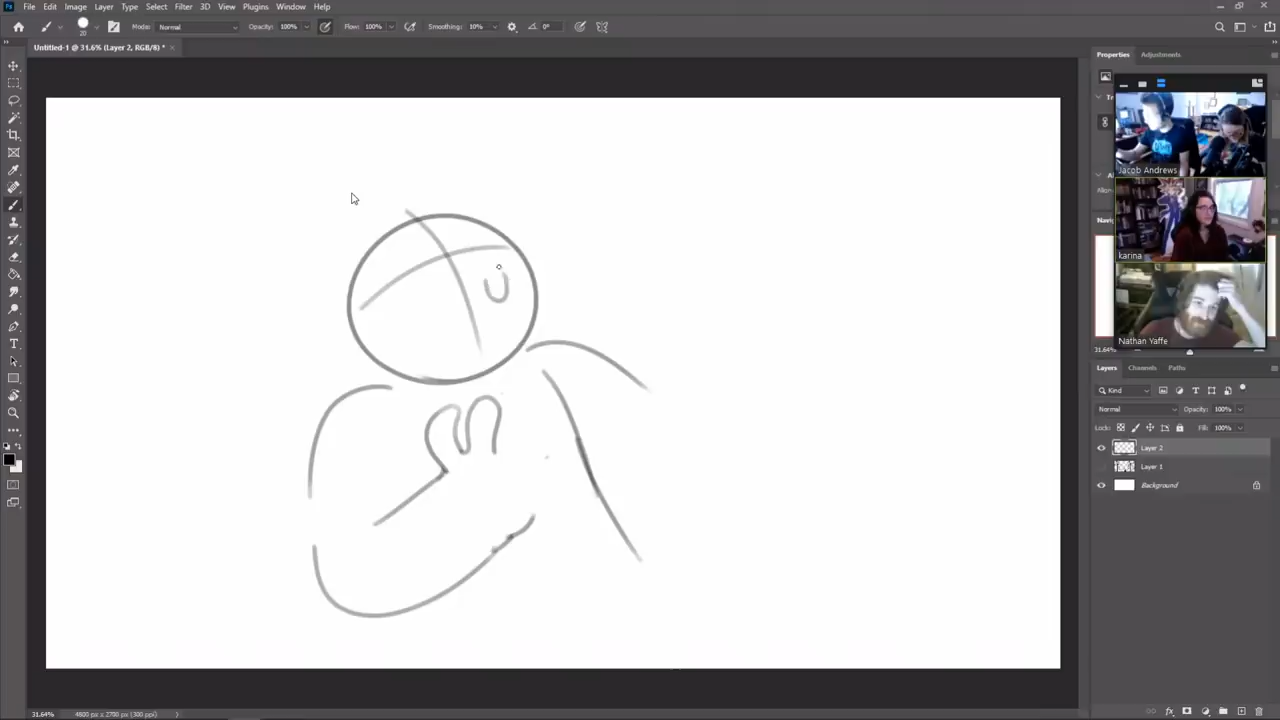 File Edit Image Layer Type Select Filter 3D View Plugins Window Help
20 Mode: Normal Opacity: 100% Flow: 100% Smoothing: 10% 0°
Untitled-1 @ 31.6% (Layer 2, RGB/8) *
Properties Adjustments
Jacob Andrews
karina
Nathan Yaffe
31.64%
Layers Channels Paths
Kind
Normal Opacity: 100%
Lock: Fill: 100%
Layer 2
Layer 1
Background
31.64% 4800 px x 2700 px (300 ppi)